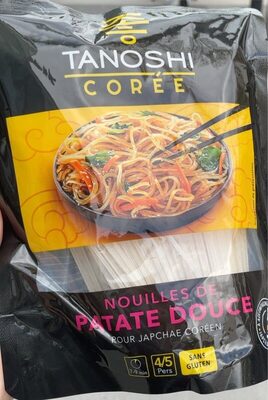 TANOSHI
CORÉE
NOUILLES DE
PATATE DOUCE
POUR JAPCHAE CORÉEN
4/5
Pers
SANS
GLUTEN